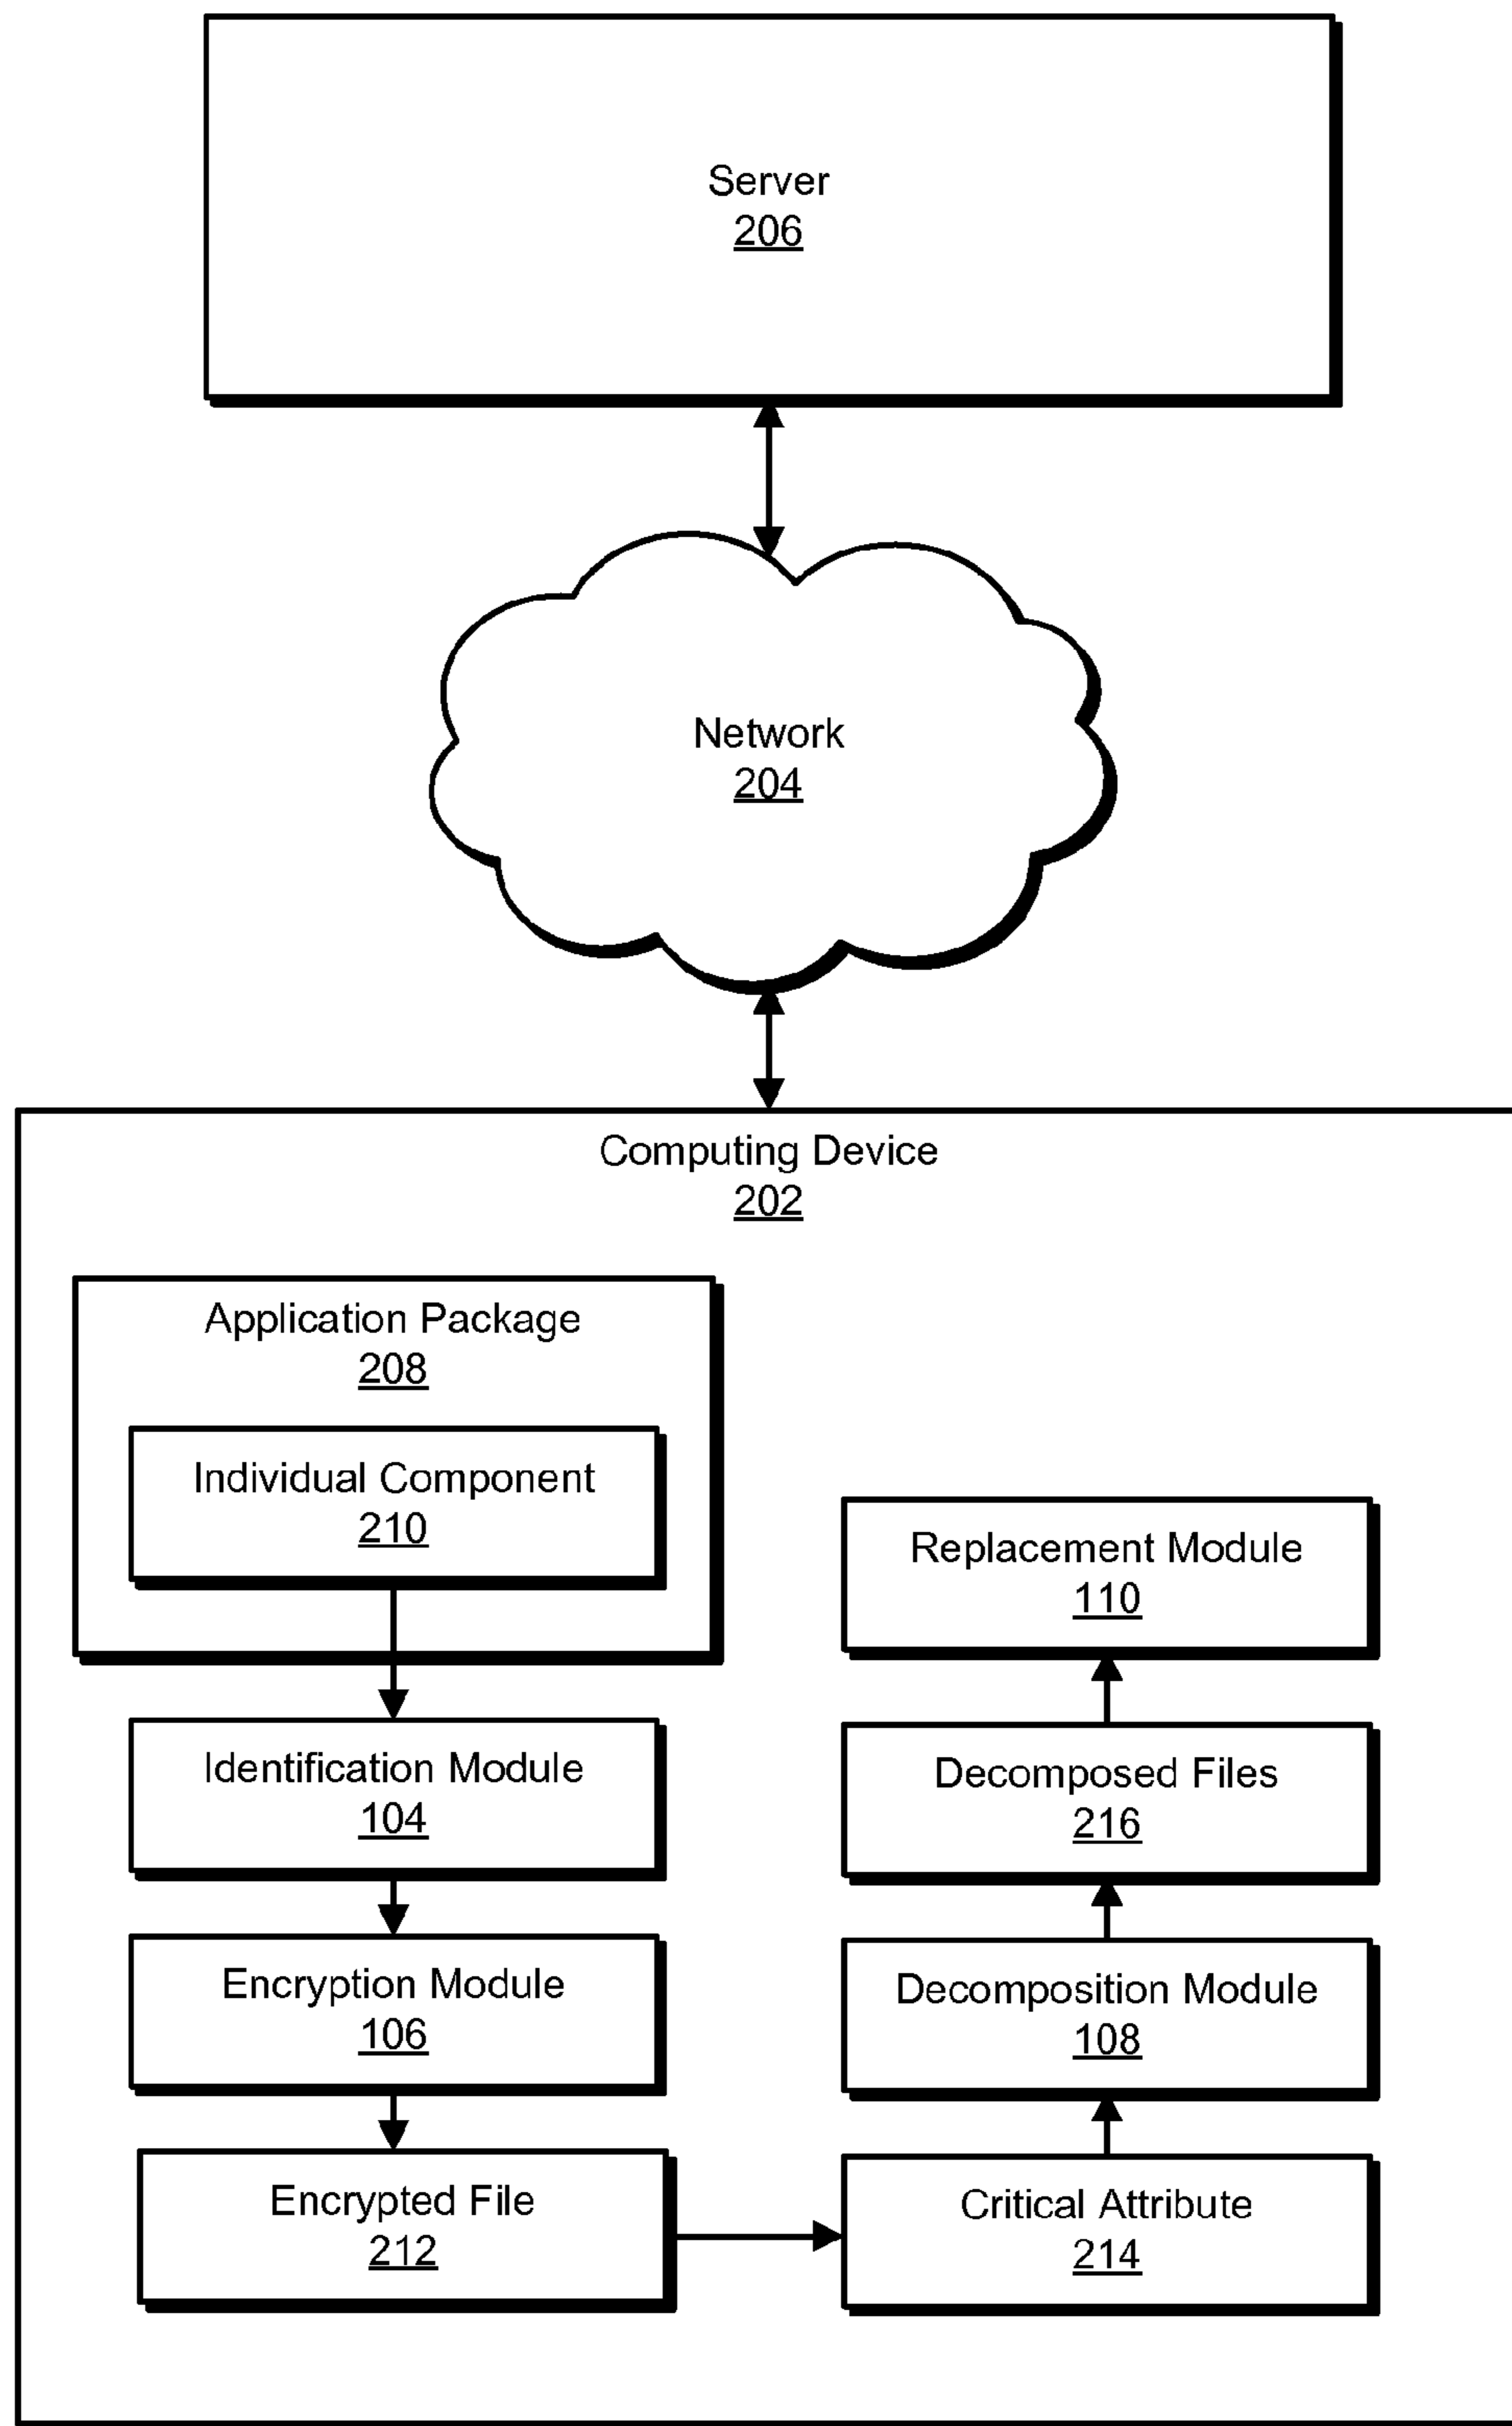 Server
206
Network
204
Computing Device
202
Application Package
208
Individual Component
210
Identification Module
104
Encryption Module
106
Encrypted File
212
Replacement Module
110
Decomposed Files
216
Decomposition Module
108
Critical Attribute
214